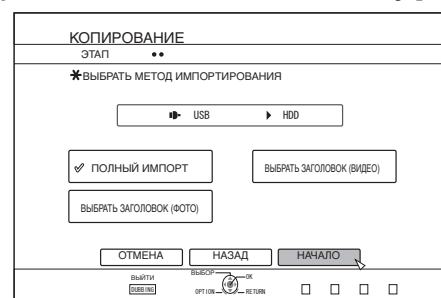 КОПИРОВАНИЕ
ЭТАП
*ВЫБРАТЬ МЕТОД ИМПОРТИРОВАНИЯ
USB HDD
ПОЛНЫЙ ИМПОРТ
ВЫБРАТЬ ЗАГОЛОВОК (ВИДЕО)
ВЫБРАТЬ ЗАГОЛОВОК (ФОТО)
ОТМЕНА НАЗАД НАЧАЛО
ВЫЙТИ ВЫБОР OK
DUBBING OPTION RETURN